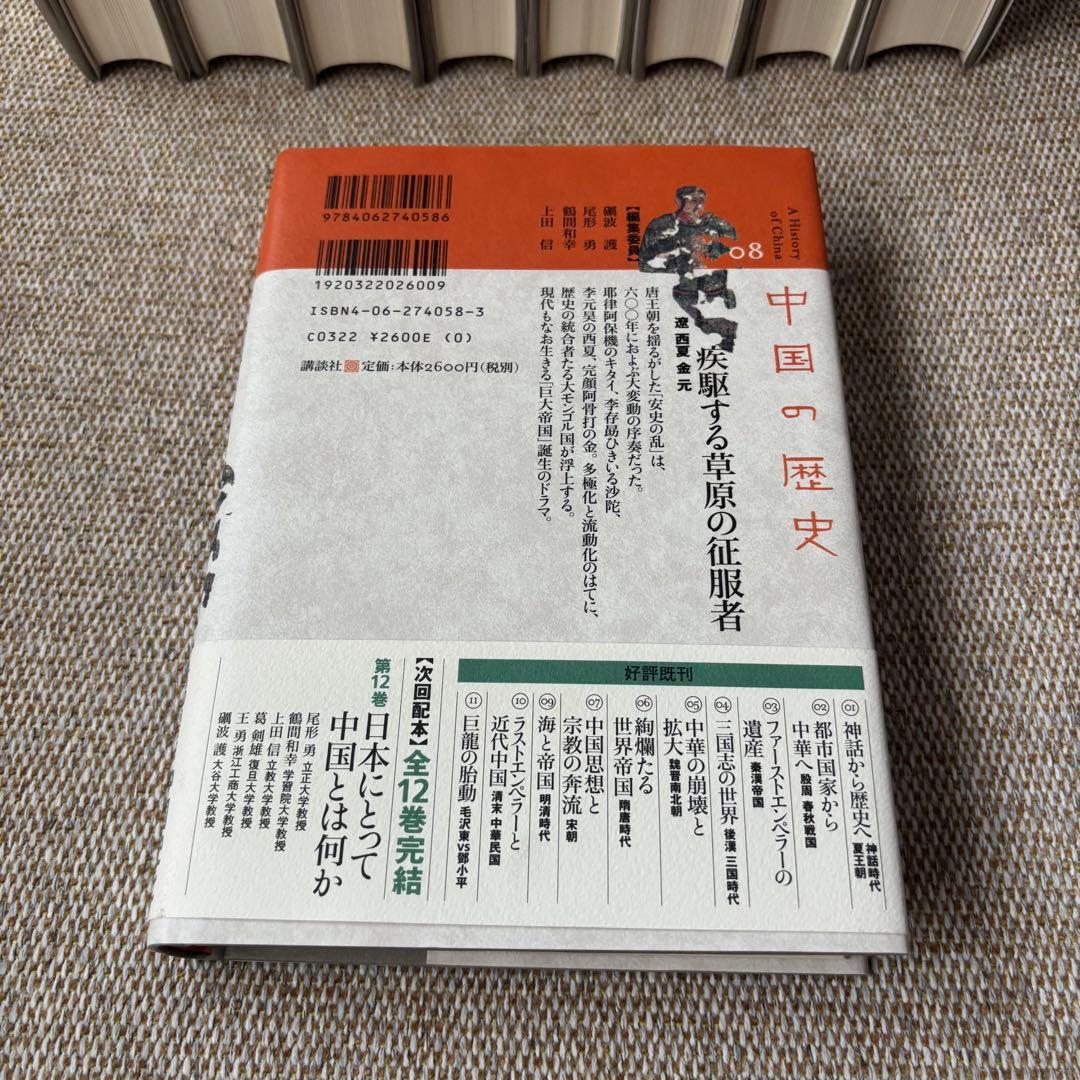 A History
of China
08
中国の歴史
疾駆する草原の征服者
遼 西夏 金 元
【編集委員】
礪波 護
尾形 勇
鶴間和幸
上田 信
9784062740586
1920322026009
ISBN4-06-274058-3
C0322 ¥2600E (0)
講談社 定価:本体2600円(税別)
唐王朝を揺るがした「安史の乱」は、
六〇〇年におよぶ大変動の序奏だった。
耶律阿保機のキタイ、李存勗ひきいる沙陀、
李元昊の西夏、完顔阿骨打の金。多極化と流動化のはてに、
歴史の統合者たる大モンゴル国が浮上する。
現代もなお生きる「巨大帝国」誕生のドラマ。
好評既刊
01 神話から歴史へ 神話時代 夏王朝
02 都市国家から
中華へ 殷周 春秋戦国
03 ファーストエンペラーの
遺産 秦漢帝国
04 三国志の世界 後漢 三国時代
05 中華の崩壊と
拡大 魏晋南北朝
06 絢爛たる
世界帝国 隋唐時代
07 中国思想と
宗教の奔流 宋朝
09 海と帝国 明清時代
10 ラストエンペラーと
近代中国 清末 中華民国
11 巨龍の胎動 毛沢東VS鄧小平
【次回配本】全12巻完結
第12巻 日本にとって
中国とは何か
尾形 勇 立正大学教授
鶴間和幸 学習院大学教授
上田 信 立教大学教授
葛 剣雄 復旦大学教授
王 勇 浙江工商大学教授
礪波 護 大谷大学教授